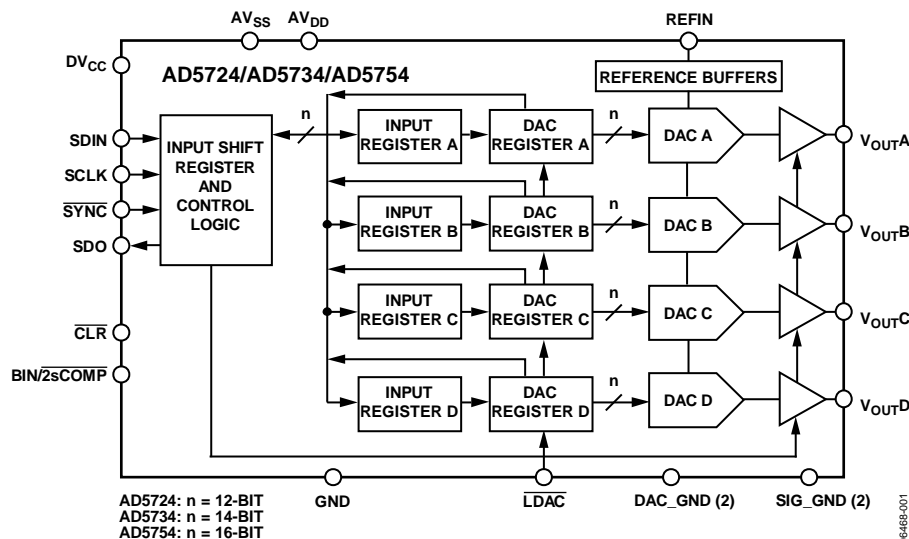 AVSS AVDD REFIN
DVCC
AD5724/AD5734/AD5754
REFERENCE BUFFERS
SDIN
SCLK
SYNC
SDO
CLR
BIN/2sCOMP
INPUT SHIFT
REGISTER
AND
CONTROL
LOGIC
n
INPUT
REGISTER A
DAC
REGISTER A
n
DAC A
VOUTA
INPUT
REGISTER B
DAC
REGISTER B
n
DAC B
VOUTB
INPUT
REGISTER C
DAC
REGISTER C
n
DAC C
VOUTC
INPUT
REGISTER D
DAC
REGISTER D
n
DAC D
VOUTD
GND LDAC DAC_GND (2) SIG_GND (2)
AD5724: n = 12-BIT
AD5734: n = 14-BIT
AD5754: n = 16-BIT
6468-001